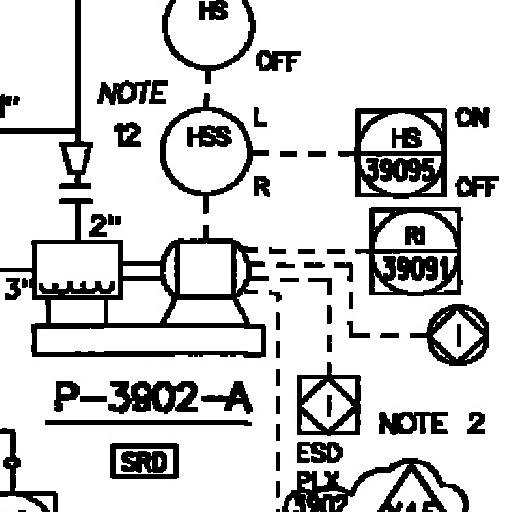 HS
OFF
NOTE
12
L
HSS
R
ON
HS
39095
OFF
1"
2"
RI
39091
3"
P-3902-A
SRD
NOTE 2
ESD
PLX
3902